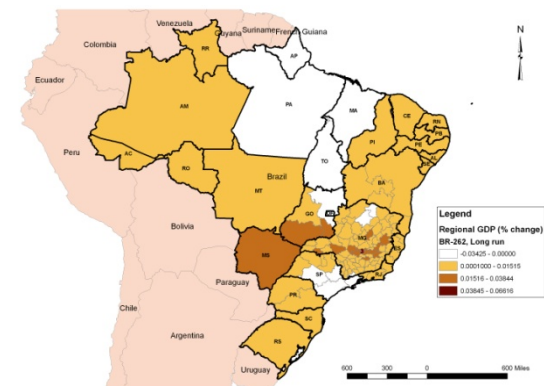 Venezuela
Guyana
Suriname
French Guiana
Colombia
N
RR
AP
Ecuador
AM
PA
MA
CE
RN
PB
PE
AL
SE
PI
Peru
AC
RO
TO
BA
MT
Brazil
GO
DF
Bolivia
MG
MS
SP
Paraguay
PR
SC
Chile
RS
Argentina
Uruguay
Legend
Regional GDP (% change)
BR-262, Long run
-0.03425 - 0.00000
0.0001000 - 0.01515
0.01516 - 0.03844
0.03845 - 0.06616
600 300 0 600 Miles